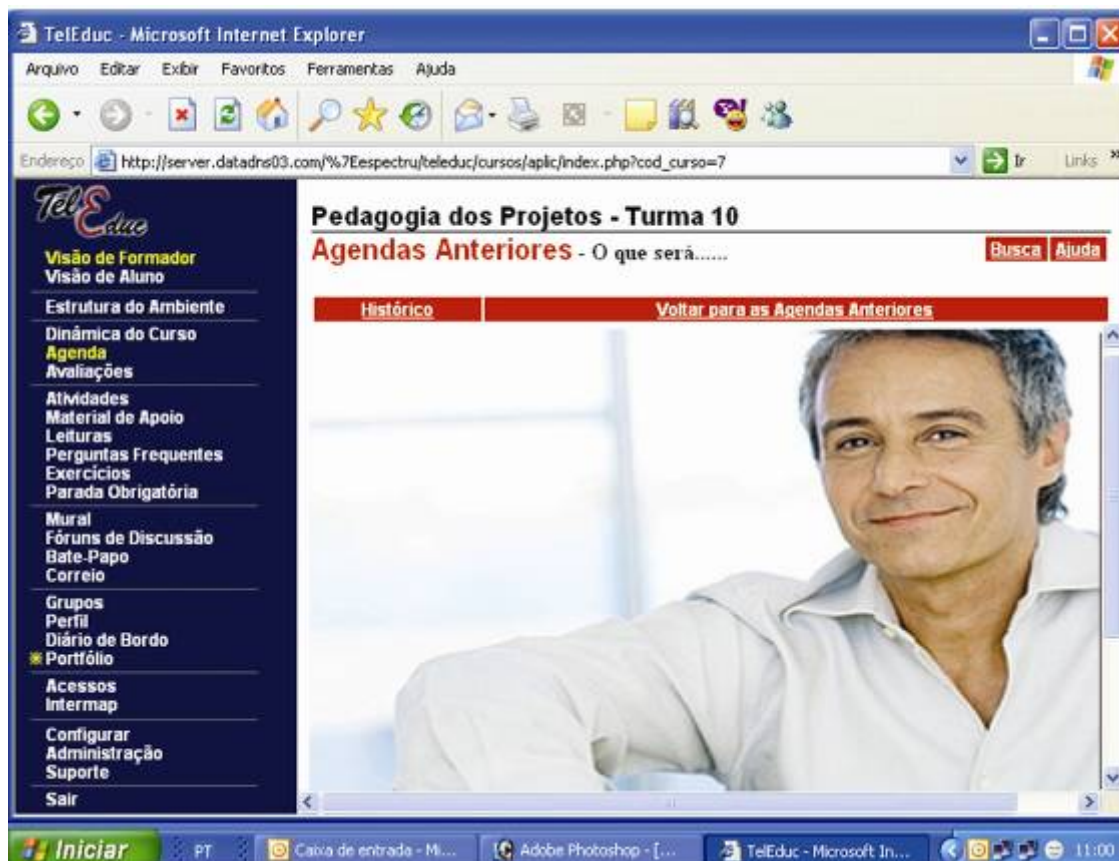 TelEduc - Microsoft Internet Explorer
Arquivo Editar Exibir Favoritos Ferramentas Ajuda
Endereço http://server.datadns03.com/%7Eespectru/teleduc/cursos/aplic/index.php?cod_curso=7 Ir Links »
TelEduc
Visão de Formador
Visão de Aluno
Estrutura do Ambiente
Dinâmica do Curso
Agenda
Avaliações
Atividades
Material de Apoio
Leituras
Perguntas Frequentes
Exercícios
Parada Obrigatória
Mural
Fóruns de Discussão
Bate-Papo
Correio
Grupos
Perfil
Diário de Bordo
Portfólio
Acessos
Intermap
Configurar
Administração
Suporte
Sair
Pedagogia dos Projetos - Turma 10
Agendas Anteriores - O que será......
Busca Ajuda
Histórico Voltar para as Agendas Anteriores
Iniciar PT Caixa de entrada - Mi... Adobe Photoshop - [... TelEduc - Microsoft In... 11:00